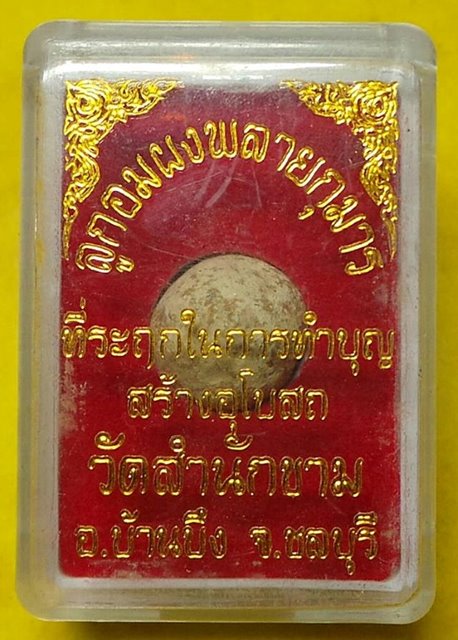 ลูกอมผงพลายกุมาร
ที่ระฤกในการทำบุญ
สร้างอุโบสถ
วัดสำนักขาม
อ.บ้านบึง จ.ชลบุรี